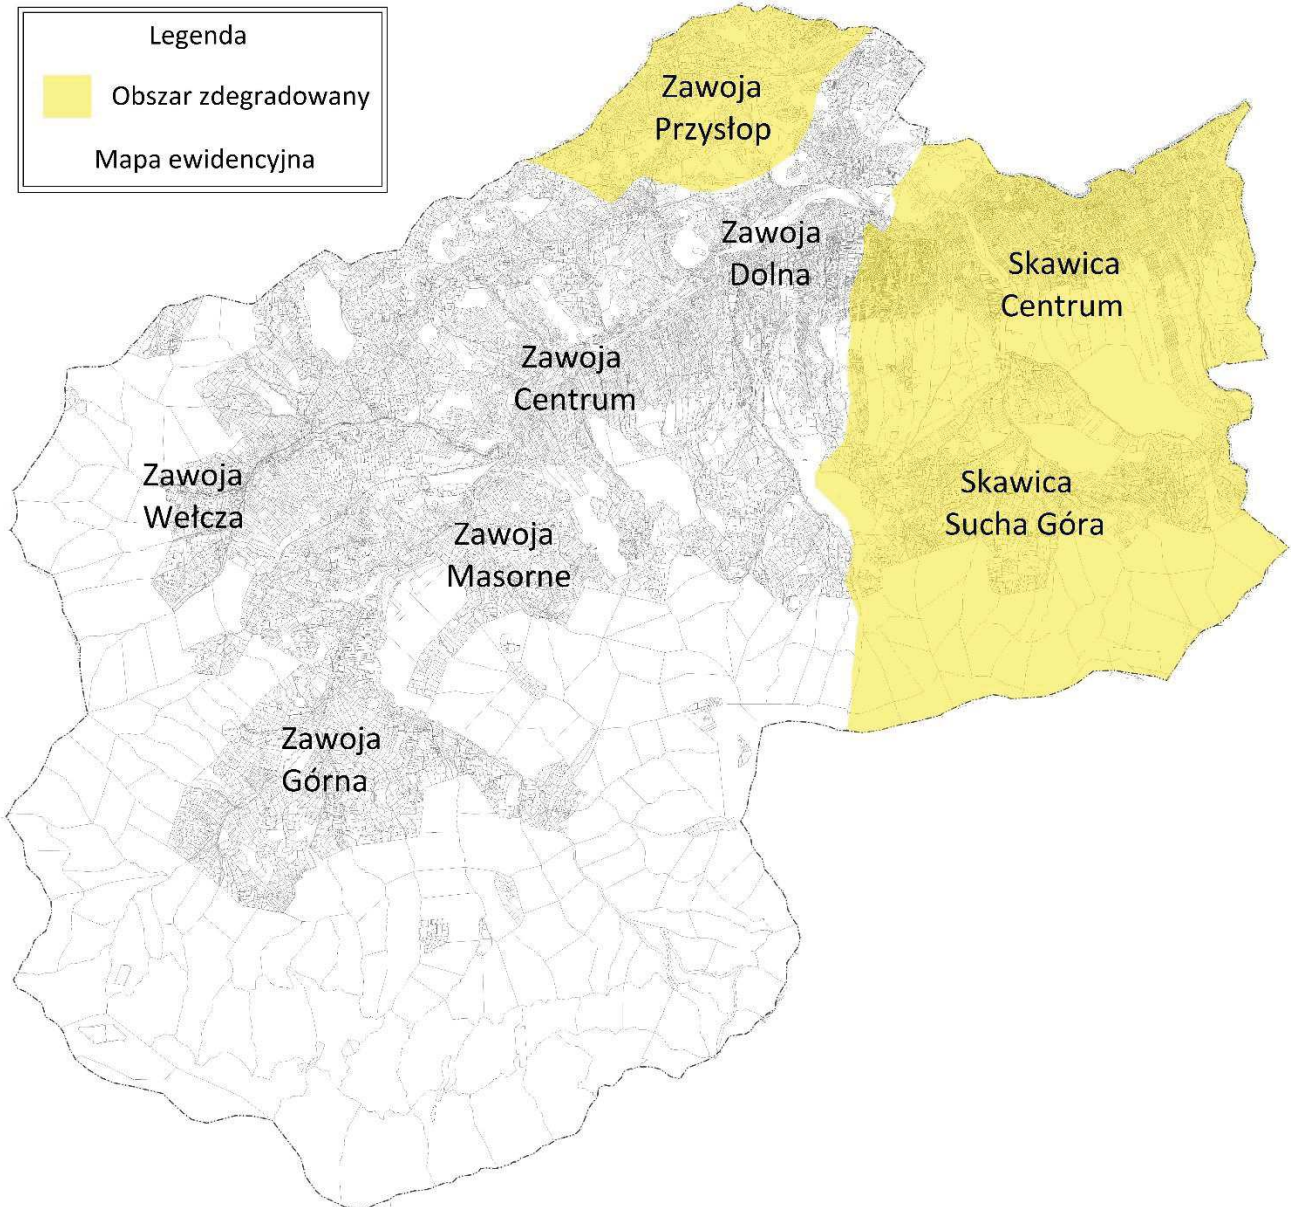 Legenda
Obszar zdegradowany
Mapa ewidencyjna
Zawoja
Przysłop
Zawoja
Dolna
Skawica
Centrum
Zawoja
Centrum
Zawoja
Wełcza
Skawica
Sucha Góra
Zawoja
Masorne
Zawoja
Górna